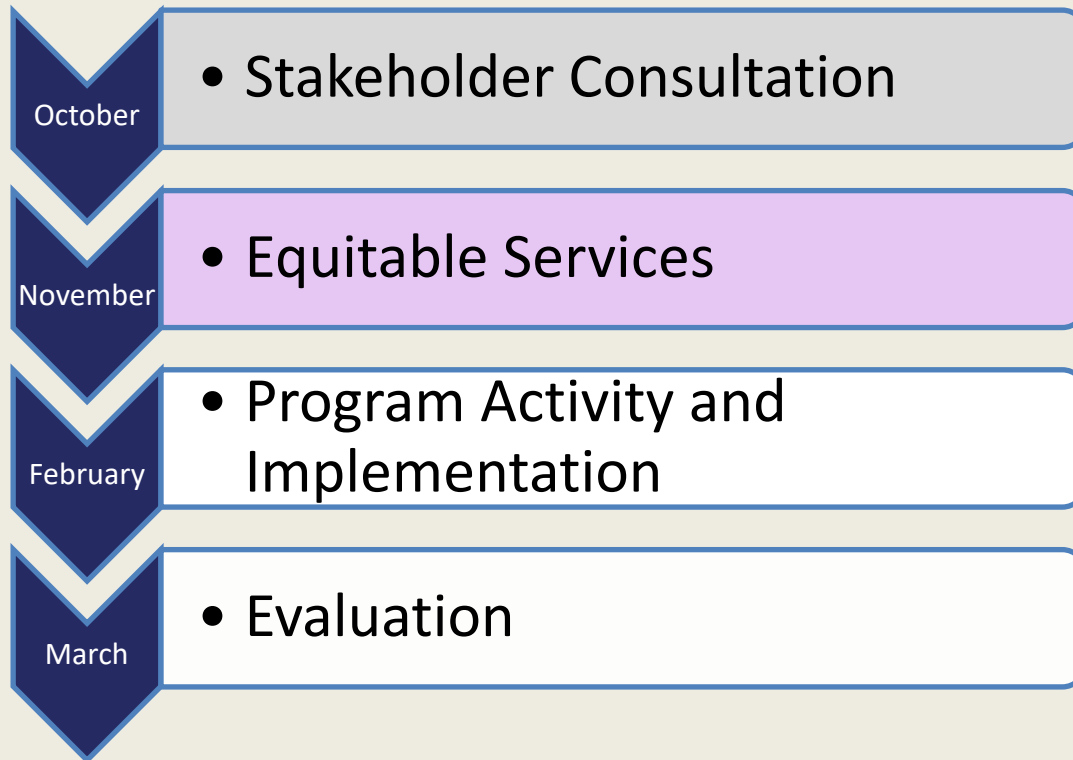 October
• Stakeholder Consultation
November
• Equitable Services
February
• Program Activity and
Implementation
March
• Evaluation